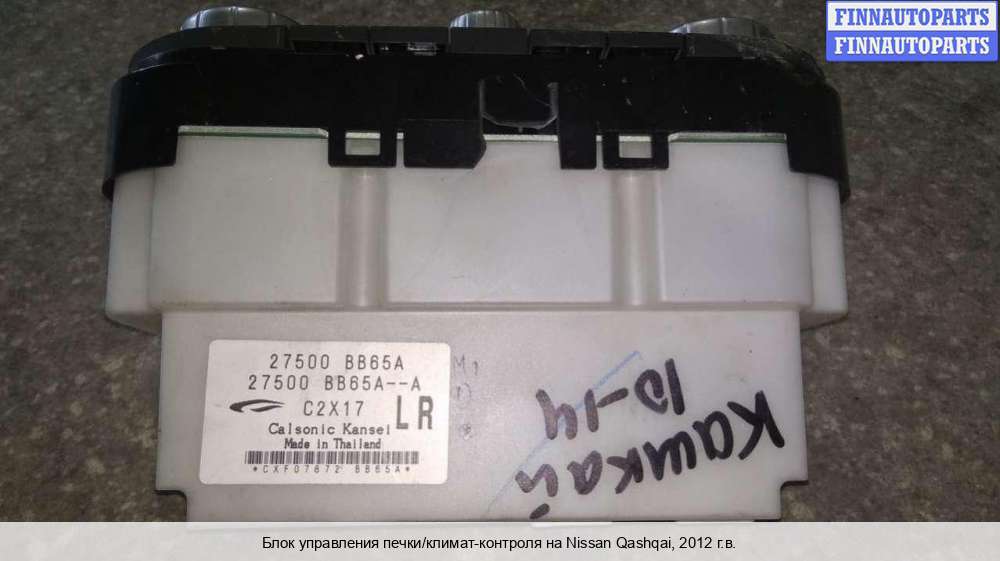 FINNAUTOPARTS
FINNAUTOPARTS
27500 BB65A
27500 BB65A--A
C2X17 LR
Calsonic Kansei
Made in Thailand
*CXF07672 BB65A*
Кашкай
10-14
Блок управления печки/климат-контроля на Nissan Qashqai, 2012 г.в.